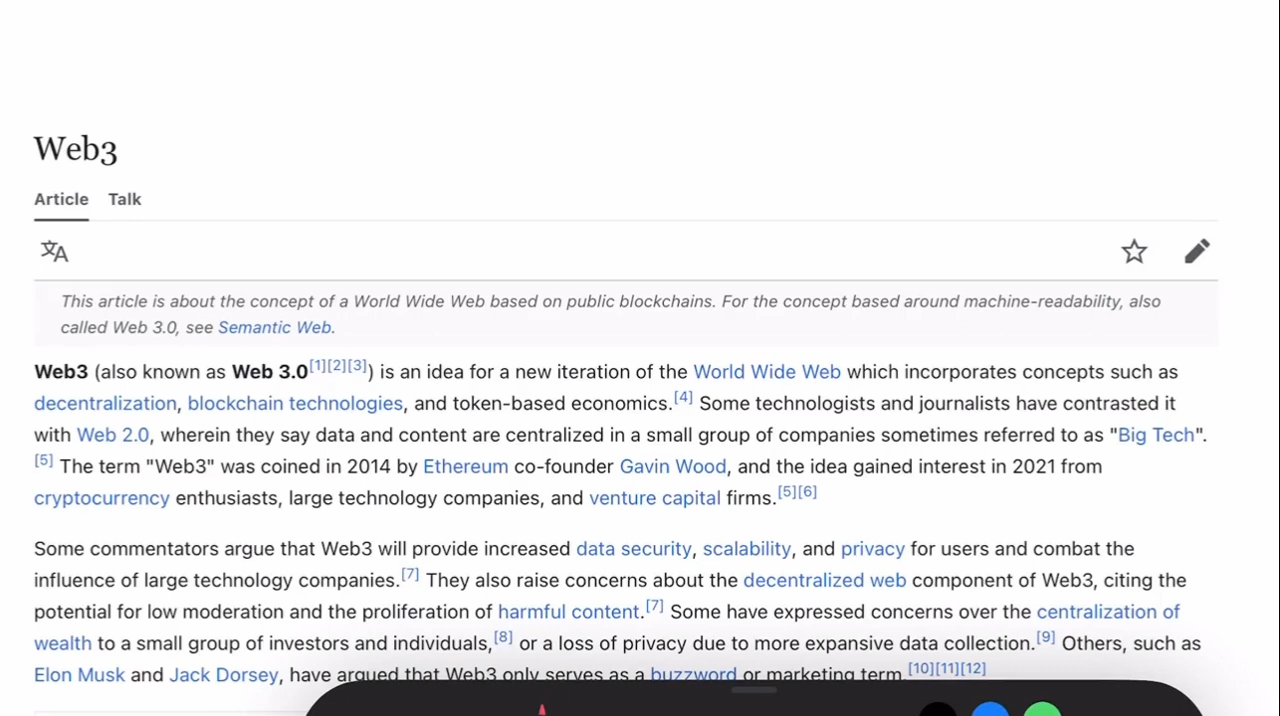 Web3
Article Talk
文A
This article is about the concept of a World Wide Web based on public blockchains. For the concept based around machine-readability, also
called Web 3.0, see Semantic Web.
Web3 (also known as Web 3.0[1][2][3]) is an idea for a new iteration of the World Wide Web which incorporates concepts such as
decentralization, blockchain technologies, and token-based economics.[4] Some technologists and journalists have contrasted it
with Web 2.0, wherein they say data and content are centralized in a small group of companies sometimes referred to as "Big Tech".
[5] The term "Web3" was coined in 2014 by Ethereum co-founder Gavin Wood, and the idea gained interest in 2021 from
cryptocurrency enthusiasts, large technology companies, and venture capital firms.[5][6]
Some commentators argue that Web3 will provide increased data security, scalability, and privacy for users and combat the
influence of large technology companies.[7] They also raise concerns about the decentralized web component of Web3, citing the
potential for low moderation and the proliferation of harmful content.[7] Some have expressed concerns over the centralization of
wealth to a small group of investors and individuals,[8] or a loss of privacy due to more expansive data collection.[9] Others, such as
Elon Musk and Jack Dorsey, have argued that Web3 only serves as a buzzword or marketing term.[10][11][12]